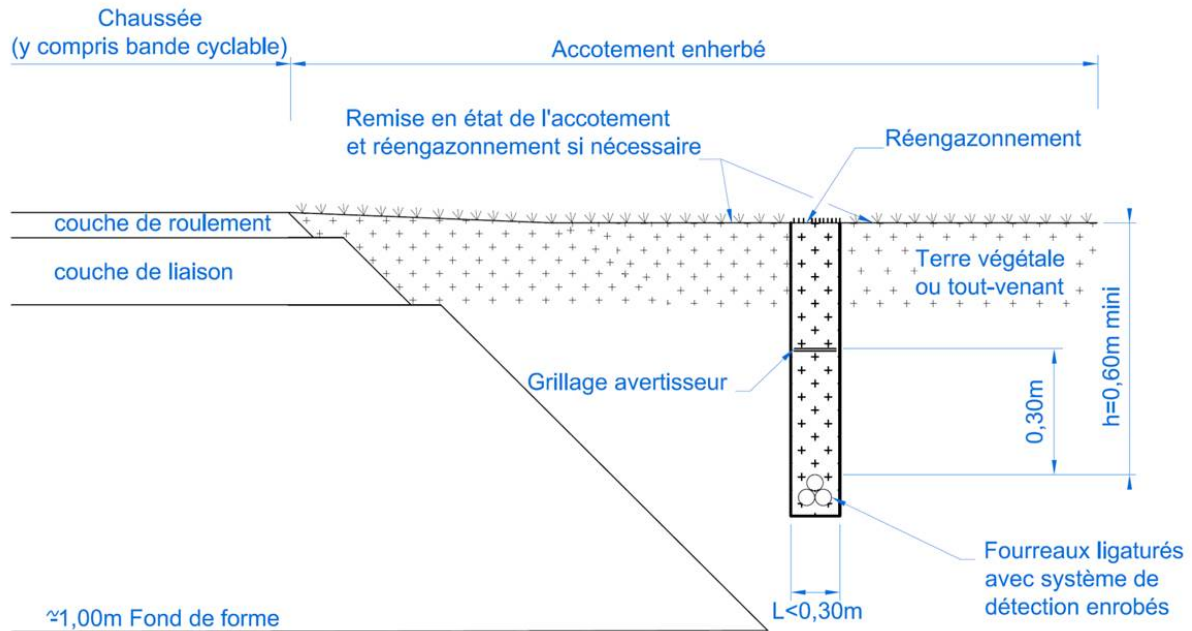 Chaussée
(y compris bande cyclable)
Accotement enherbé
Remise en état de l'accotement
et réengazonnement si nécessaire
Réengazonnement
couche de roulement
couche de liaison
Terre végétale
ou tout-venant
Grillage avertisseur
0,30m
h=0,60m mini
Fourreaux ligaturés
avec système de
détection enrobés
L<0,30m
≃1,00m Fond de forme